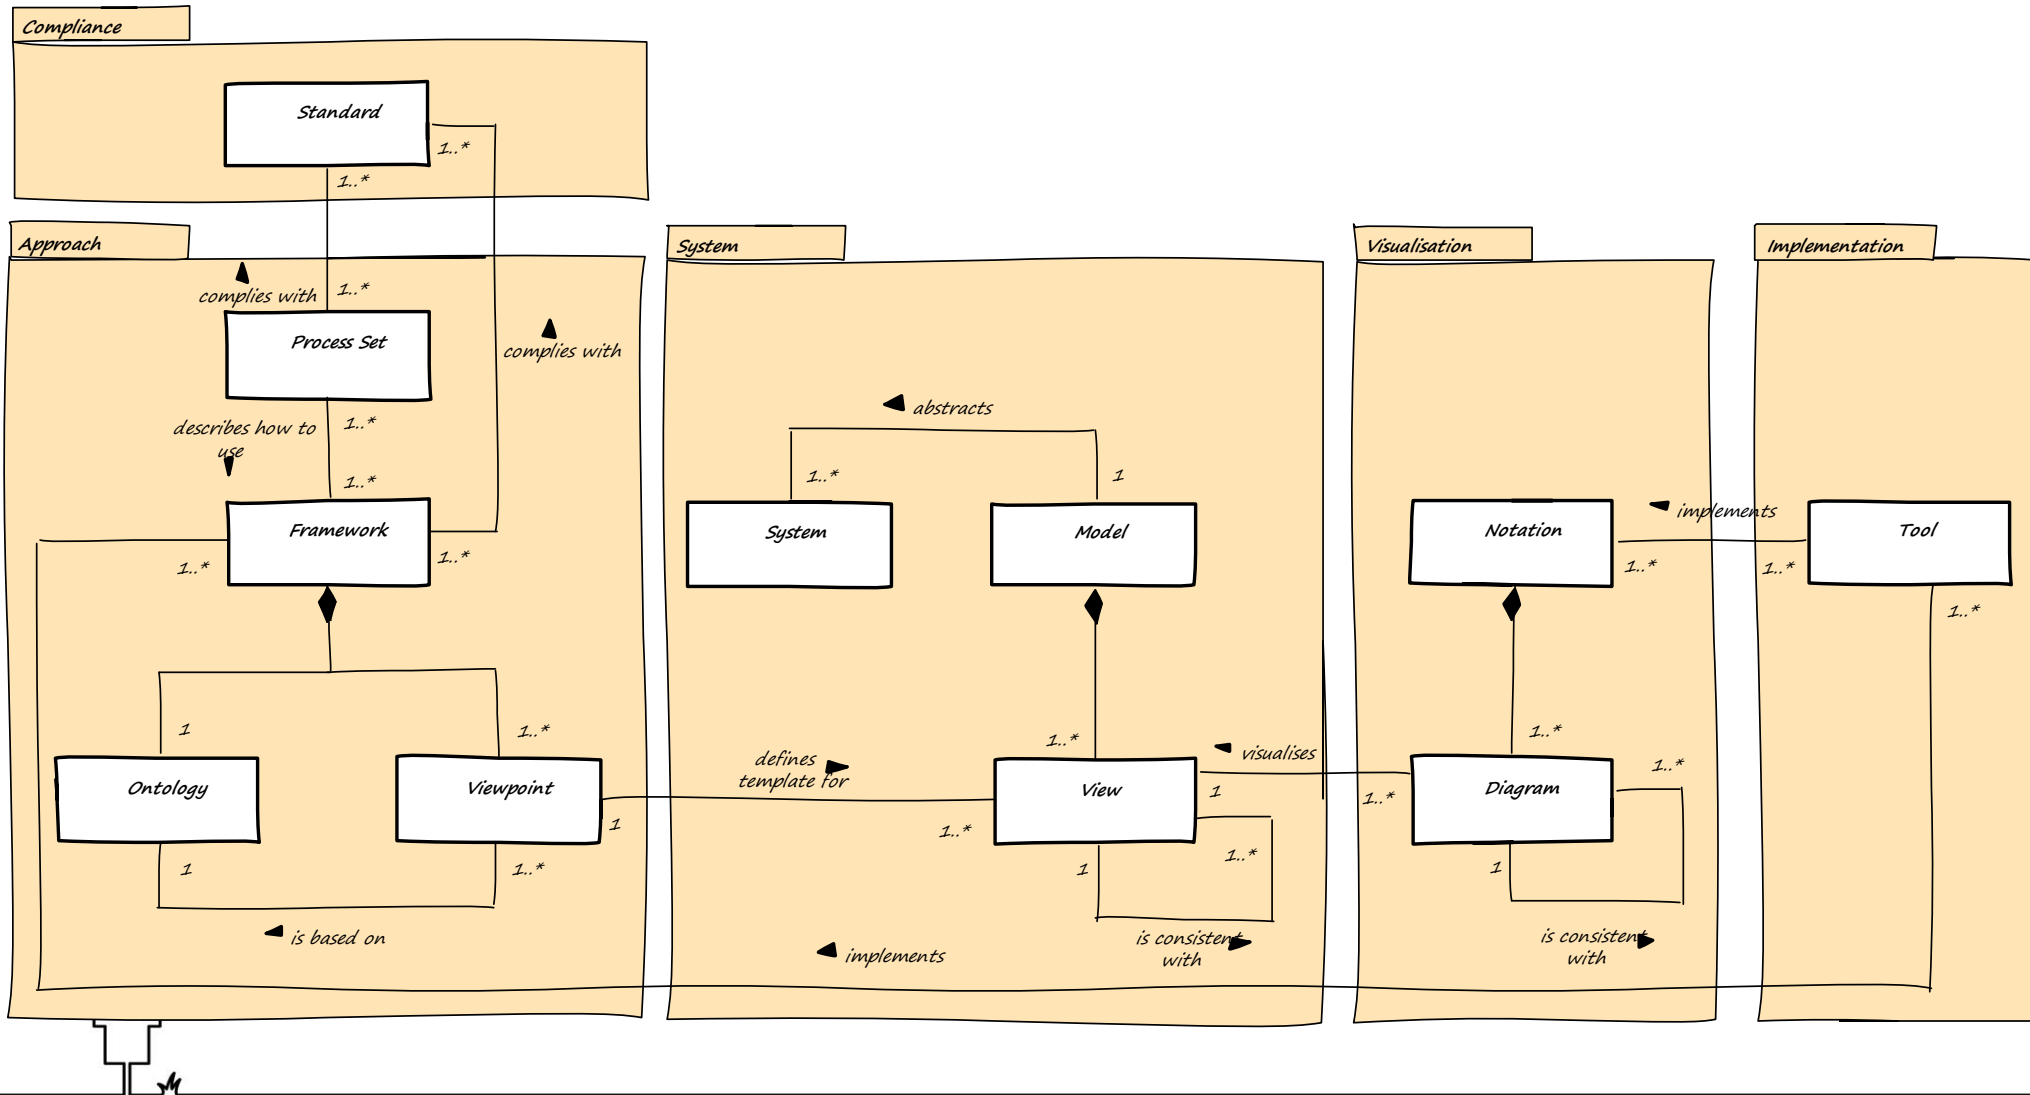 Compliance
Standard
1..*
1..*
Approach
System
Visualisation
Implementation
complies with
1..*
Process Set
complies with
describes how to
use
1..*
1..*
abstracts
1..*
1
Framework
1..*
1..*
System
Model
Notation
implements
1..*
1..*
Tool
1..*
1
1..*
1..*
1..*
Ontology
Viewpoint
1
defines
template for
1..*
View
visualises
1
1..*
Diagram
1..*
1
1..*
1
1..*
1
is based on
implements
is consistent
with
is consistent
with